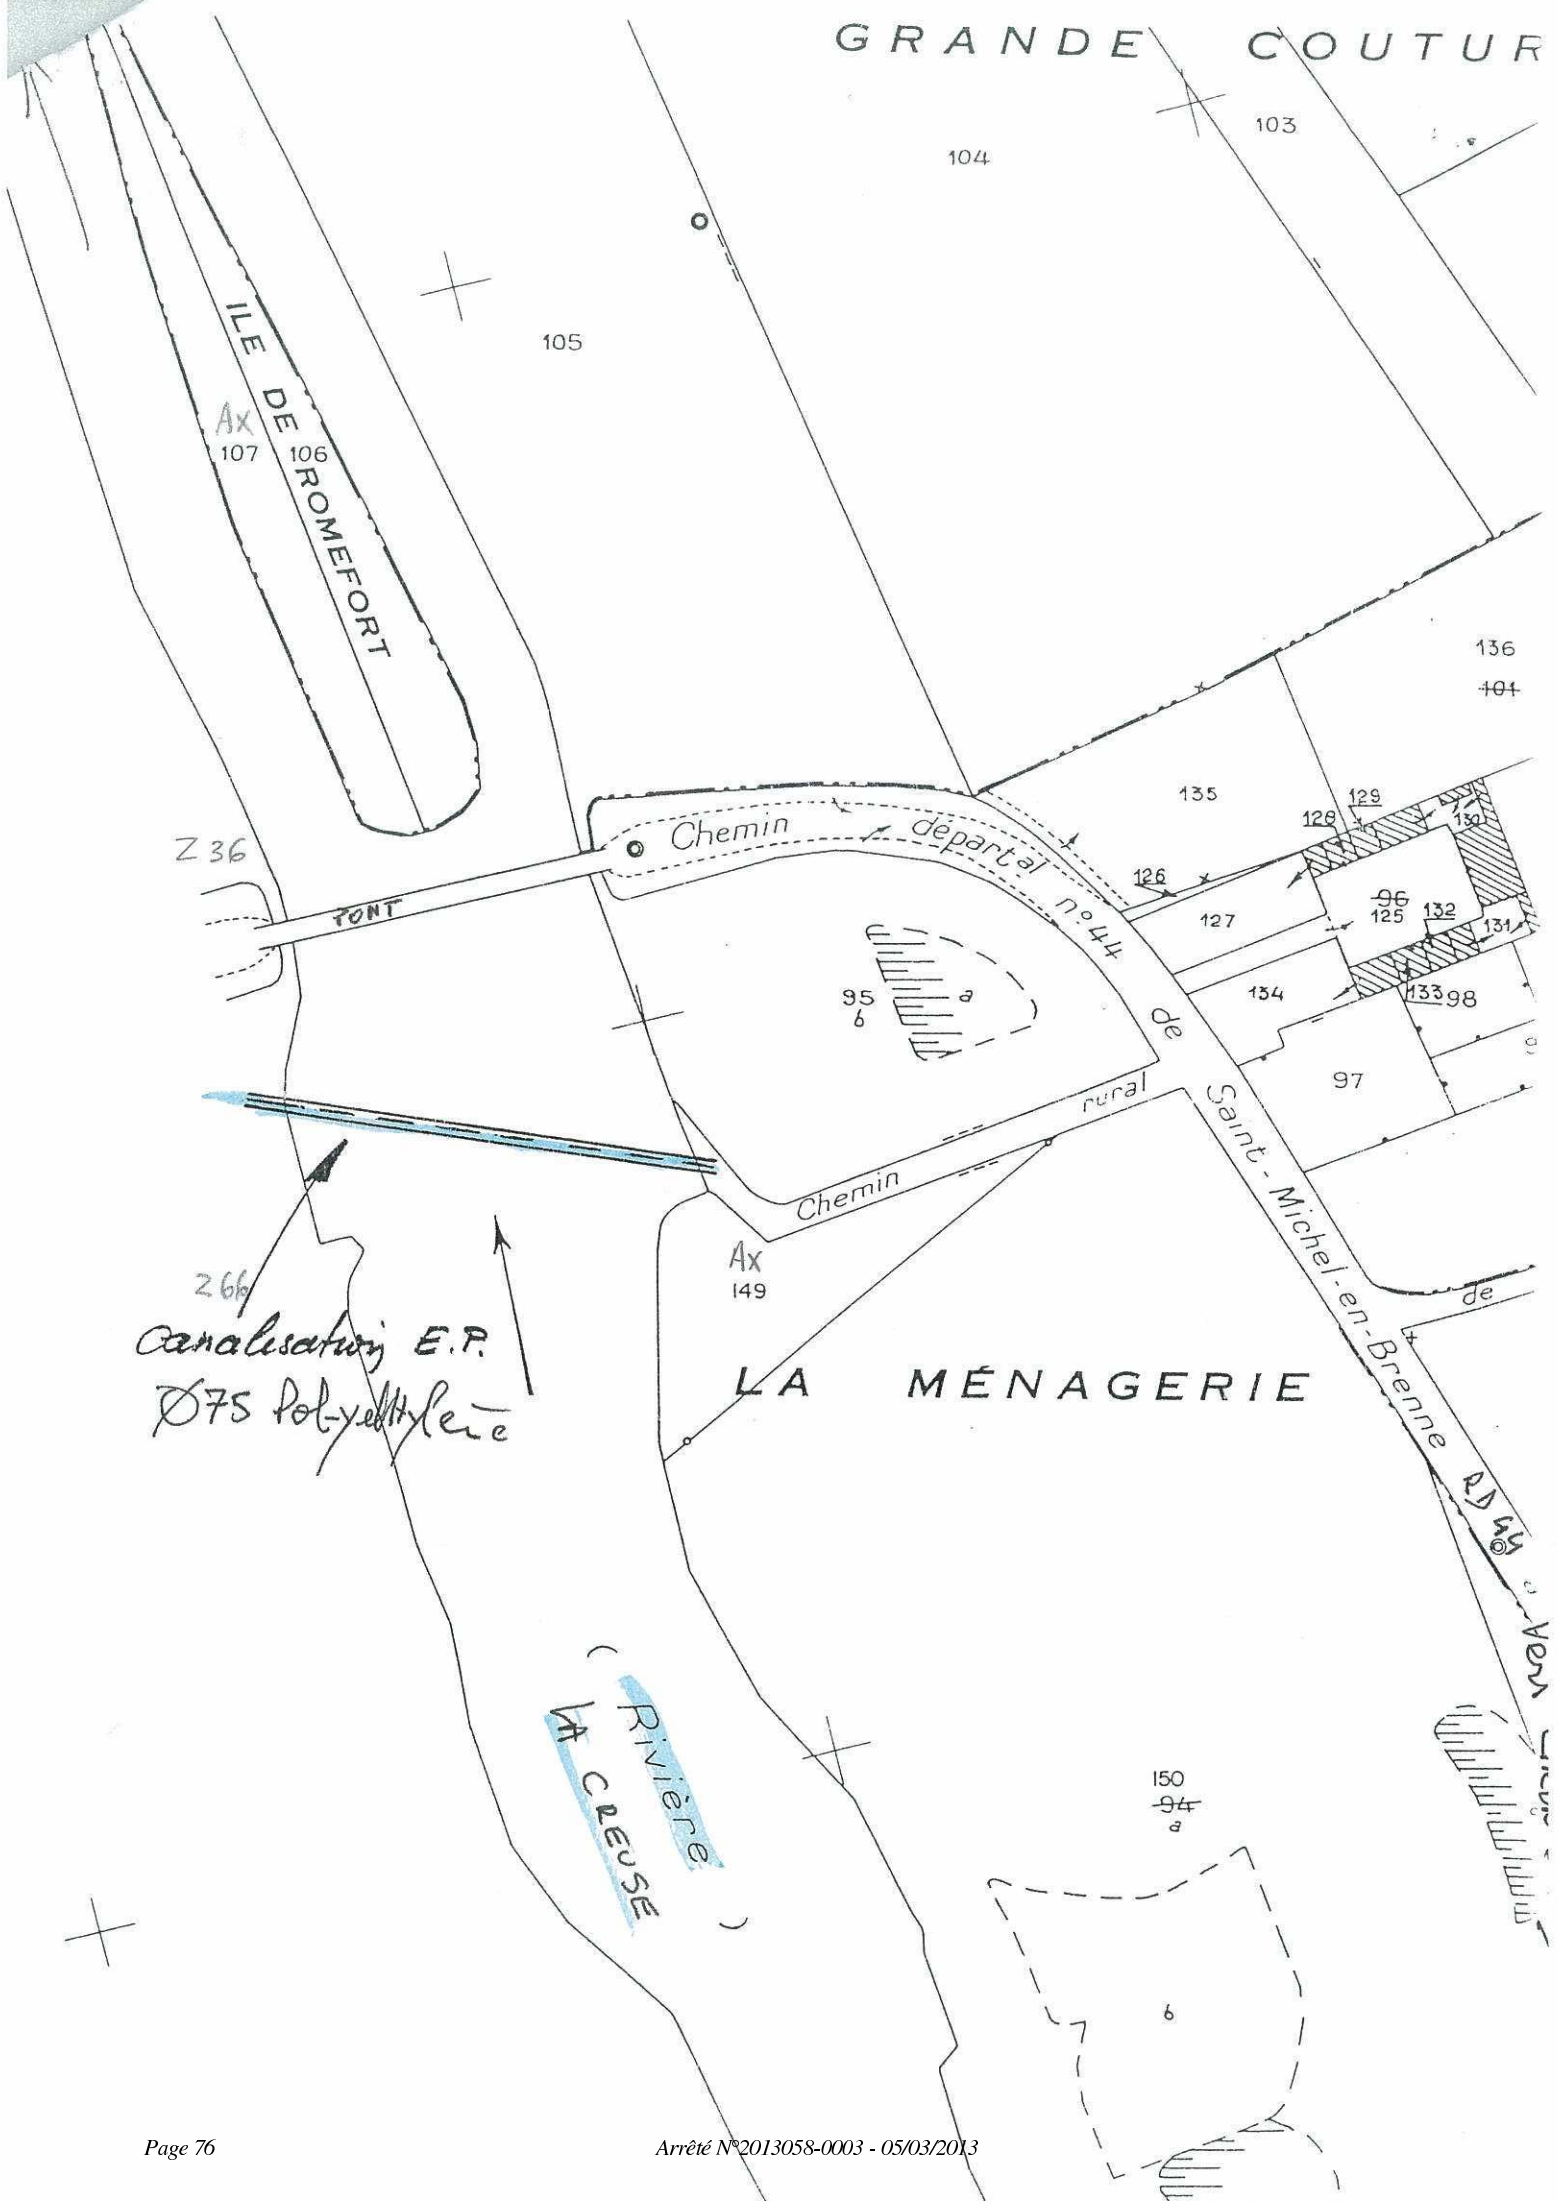 GRANDE COUTUR
103
104
105
ILE DE ROMEFORT
Ax
107
106
136
101
135
129
128
130
Z 36
Chemin départal n°. 44 de Saint-Michel-en-Brenne RD 44
126
127
96
125
132
131
PONT
95
b
a
134
133
98
97
Chemin rural
Ax
149
de
Z 66
Canalisation E.P.
Ø75 Polyethylène
LA MÉNAGERIE
Vers
( Rivière
LA CREUSE )
150
94
a
b
Page 76
Arrêté N°2013058-0003 - 05/03/2013